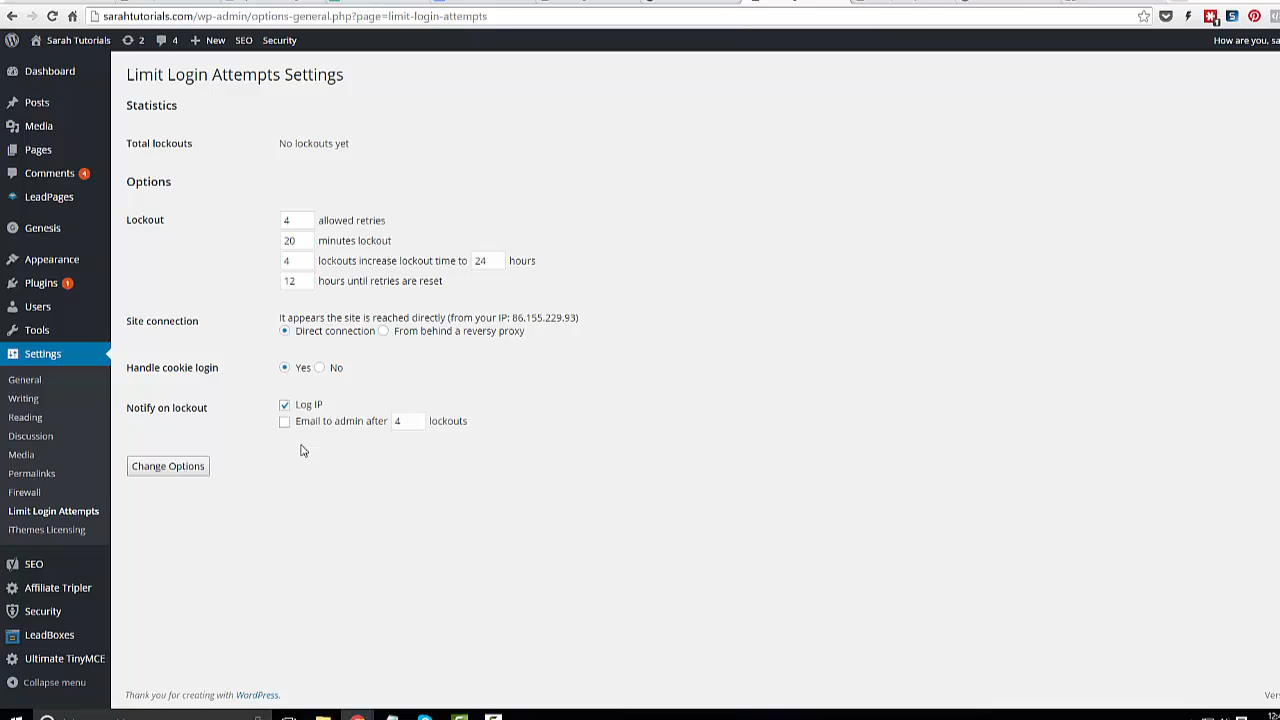 sarahtutorials.com/wp-admin/options-general.php?page=limit-login-attempts
Sarah Tutorials 2 4 New SEO Security
How are you, sa
Dashboard
Posts
Media
Pages
Comments 4
LeadPages
Genesis
Appearance
Plugins 1
Users
Tools
Settings
General
Writing
Reading
Discussion
Media
Permalinks
Firewall
Limit Login Attempts
iThemes Licensing
SEO
Affiliate Tripler
Security
LeadBoxes
Ultimate TinyMCE
Collapse menu
Limit Login Attempts Settings
Statistics
Total lockouts No lockouts yet
Options
Lockout 4 allowed retries
20 minutes lockout
4 lockouts increase lockout time to 24 hours
12 hours until retries are reset
Site connection It appears the site is reached directly (from your IP: 86.155.229.93)
Direct connection From behind a reversy proxy
Handle cookie login Yes No
Notify on lockout Log IP
Email to admin after 4 lockouts
Change Options
Thank you for creating with WordPress.
Ver